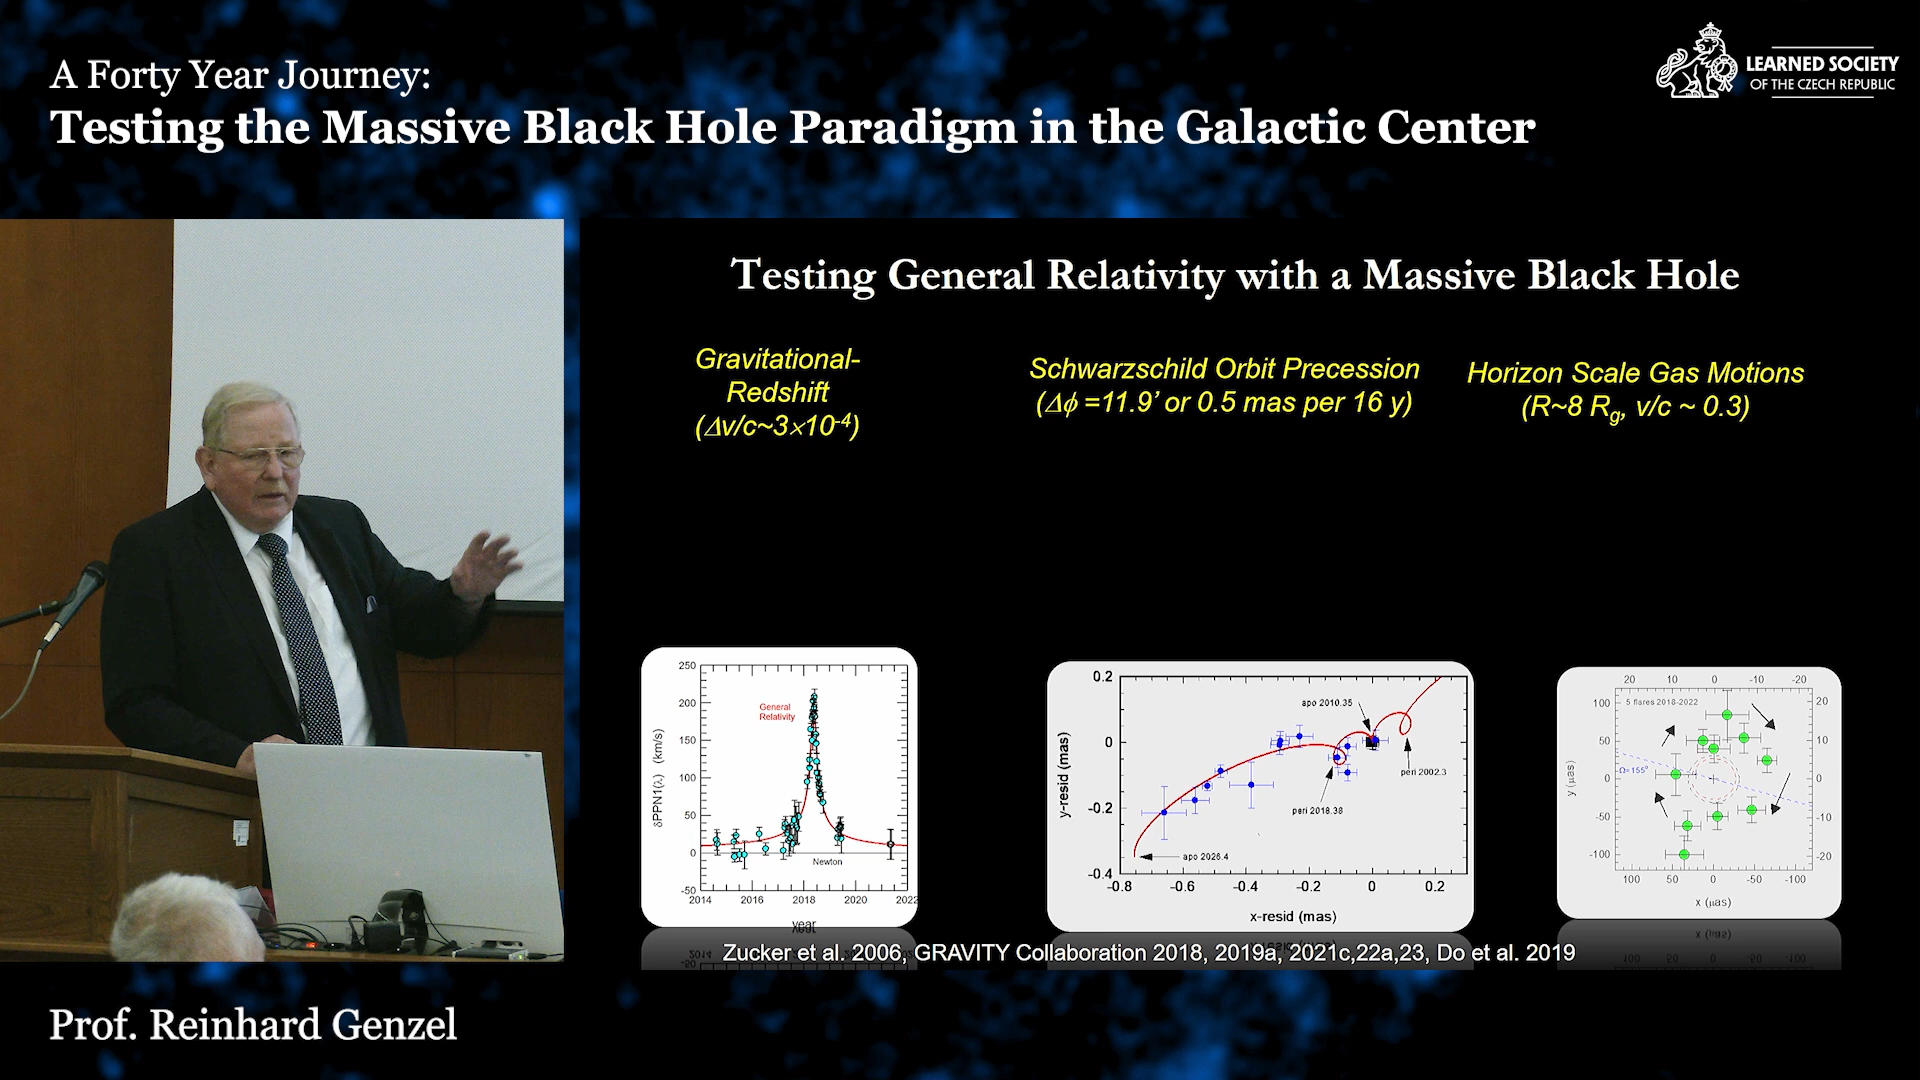 A Forty Year Journey:
Testing the Massive Black Hole Paradigm in the Galactic Center
LEARNED SOCIETY
OF THE CZECH REPUBLIC
Testing General Relativity with a Massive Black Hole
Gravitational-
Redshift
(Δv/c~3×10⁻⁴)
Schwarzschild Orbit Precession
(Δϕ =11.9’ or 0.5 mas per 16 y)
Horizon Scale Gas Motions
(R~8 Rg, v/c ~ 0.3)
250
200
150
100
50
0
-50
δPPN1(λ) (km/s)
General
Relativity
Newton
2014 2016 2018 2020 2022
year
0.2
0
-0.2
-0.4
y-resid (mas)
apo 2010.35
peri 2002.3
peri 2018.38
apo 2026.4
-0.8 -0.6 -0.4 -0.2 0 0.2
x-resid (mas)
20 10 0 -10 -20
5 flares 2018-2022
100
50
0
-50
-100
y (μas)
Ω=155°
20
10
0
-10
-20
100 50 0 -50 -100
x (μas)
Zucker et al. 2006, GRAVITY Collaboration 2018, 2019a, 2021c,22a,23, Do et al. 2019
Prof. Reinhard Genzel